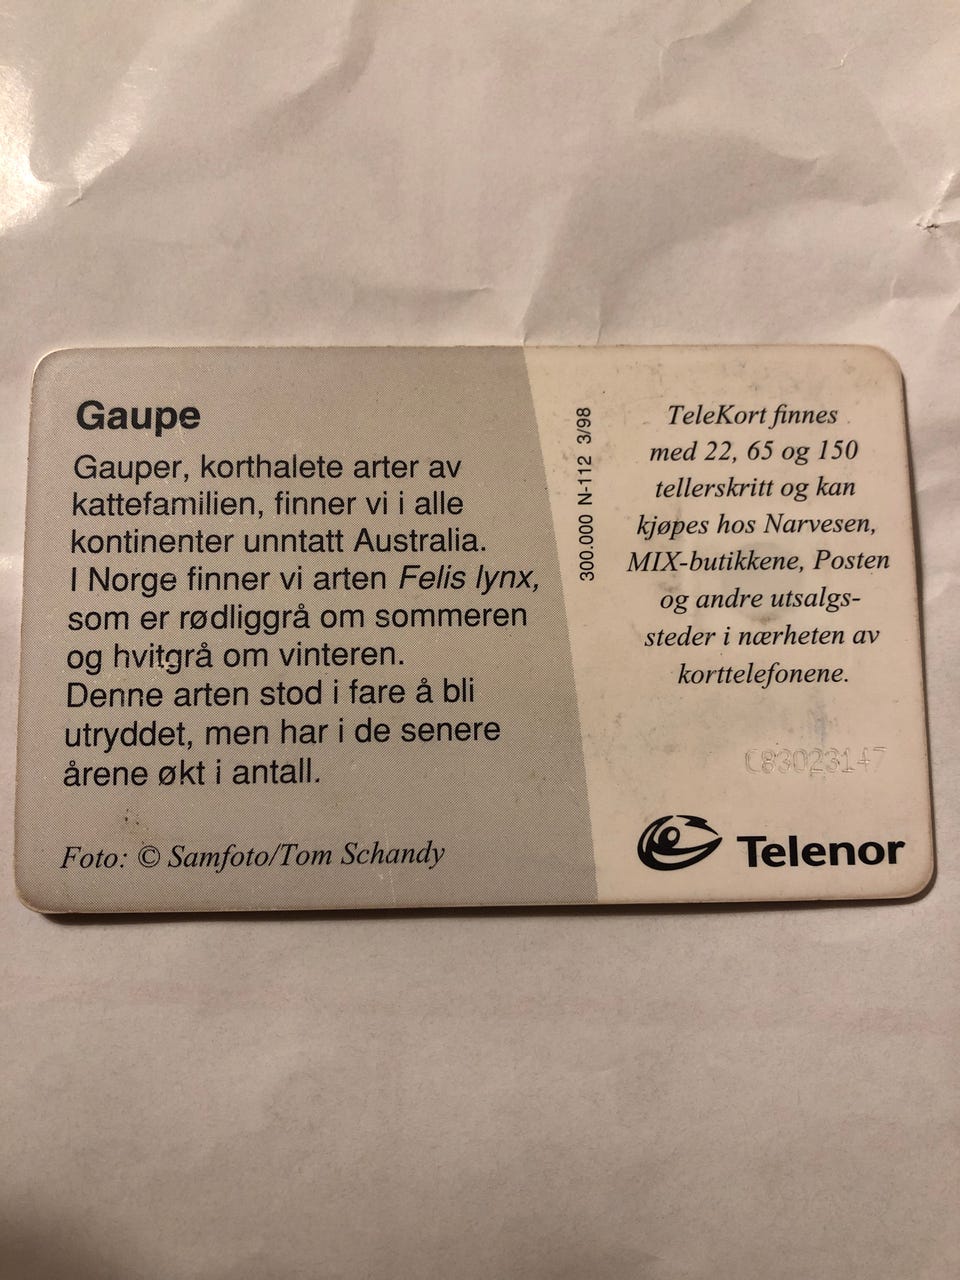 Gaupe
Gauper, korthalete arter av
kattefamilien, finner vi i alle
kontinenter unntatt Australia.
I Norge finner vi arten Felis lynx,
som er rødliggrå om sommeren
og hvitgrå om vinteren.
Denne arten stod i fare å bli
utryddet, men har i de senere
årene økt i antall.
Foto: © Samfoto/Tom Schandy
300.000 N-112 3/98
TeleKort finnes
med 22, 65 og 150
tellerskritt og kan
kjøpes hos Narvesen,
MIX-butikkene, Posten
og andre utsalgs-
steder i nærheten av
korttelefonene.
C83023147
Telenor